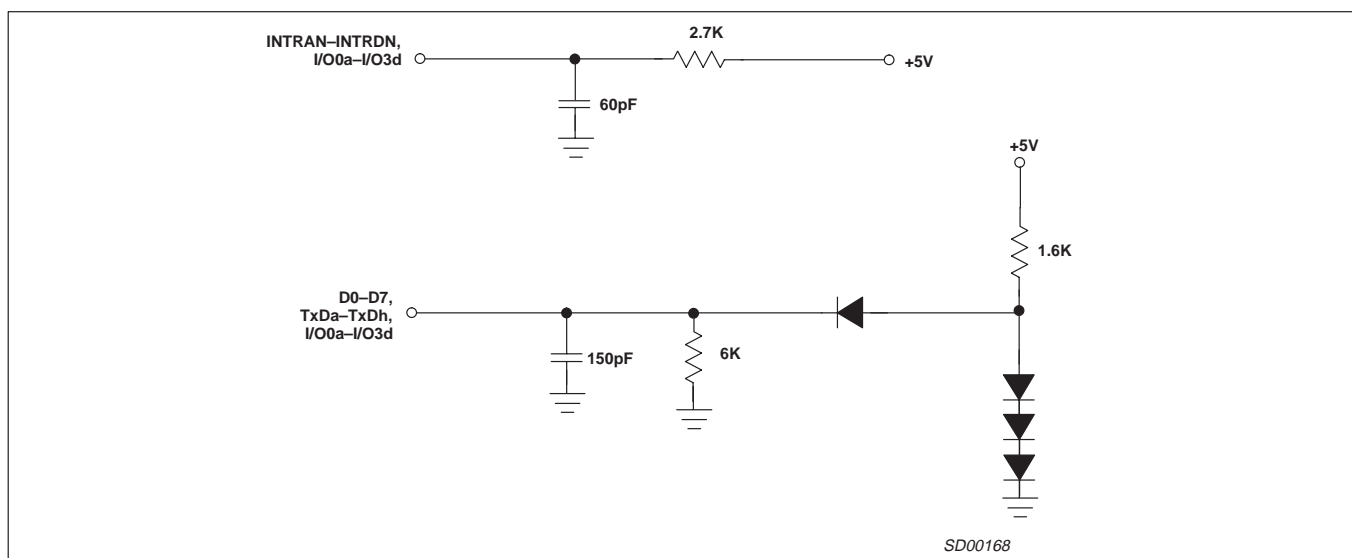 INTRAN–INTRDN,
I/O0a–I/O3d
2.7K
+5V
60pF
+5V
1.6K
D0–D7,
TxDa–TxDh,
I/O0a–I/O3d
150pF
6K
SD00168